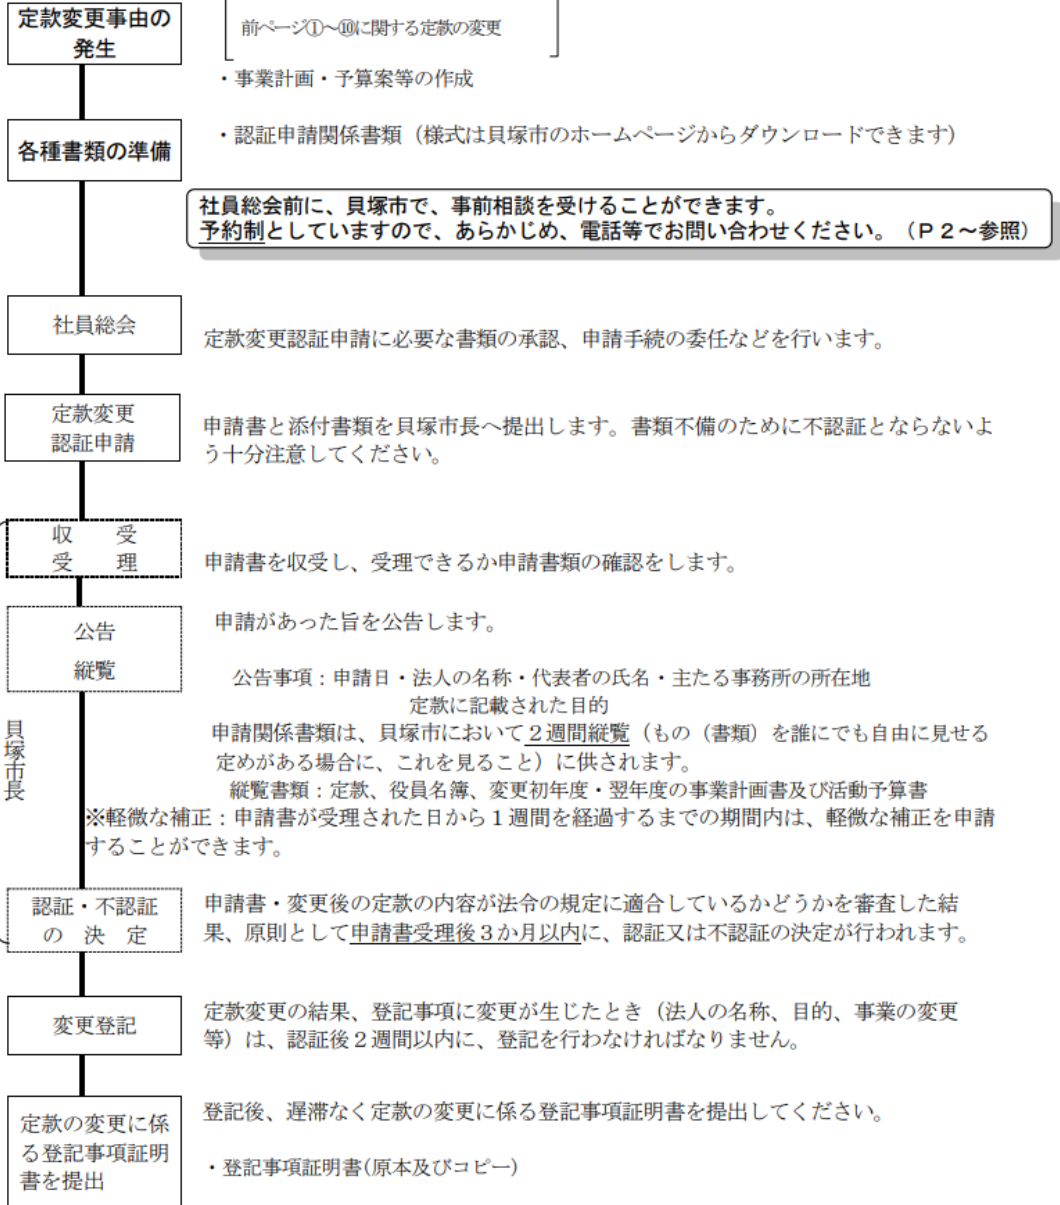 定款変更事由の
発生
前ページ①～⑩に関する定款の変更
・事業計画・予算案等の作成
各種書類の準備
・認証申請関係書類（様式は貝塚市のホームページからダウンロードできます）
社員総会前に、貝塚市で、事前相談を受けることができます。
予約制としていますので、あらかじめ、電話等でお問い合わせください。（Ｐ２～参照）
社員総会
定款変更認証申請に必要な書類の承認、申請手続の委任などを行います。
定款変更
認証申請
申請書と添付書類を貝塚市長へ提出します。書類不備のために不認証とならないよ
う十分注意してください。
収　　受
受　　理
申請書を収受し、受理できるか申請書類の確認をします。
公告
縦覧
申請があった旨を公告します。
公告事項：申請日・法人の名称・代表者の氏名・主たる事務所の所在地
定款に記載された目的
申請関係書類は、貝塚市において２週間縦覧（もの（書類）を誰にでも自由に見せる
定めがある場合に、これを見ること）に供されます。
縦覧書類：定款、役員名簿、変更初年度・翌年度の事業計画書及び活動予算書
※軽微な補正：申請書が受理された日から１週間を経過するまでの期間内は、軽微な補正を申請
することができます。
貝塚市長
認証・不認証
の　決　定
申請書・変更後の定款の内容が法令の規定に適合しているかどうかを審査した結
果、原則として申請書受理後３か月以内に、認証又は不認証の決定が行われます。
変更登記
定款変更の結果、登記事項に変更が生じたとき（法人の名称、目的、事業の変更
等）は、認証後２週間以内に、登記を行わなければなりません。
定款の変更に係
る登記事項証明
書を提出
登記後、遅滞なく定款の変更に係る登記事項証明書を提出してください。
・登記事項証明書(原本及びコピー)